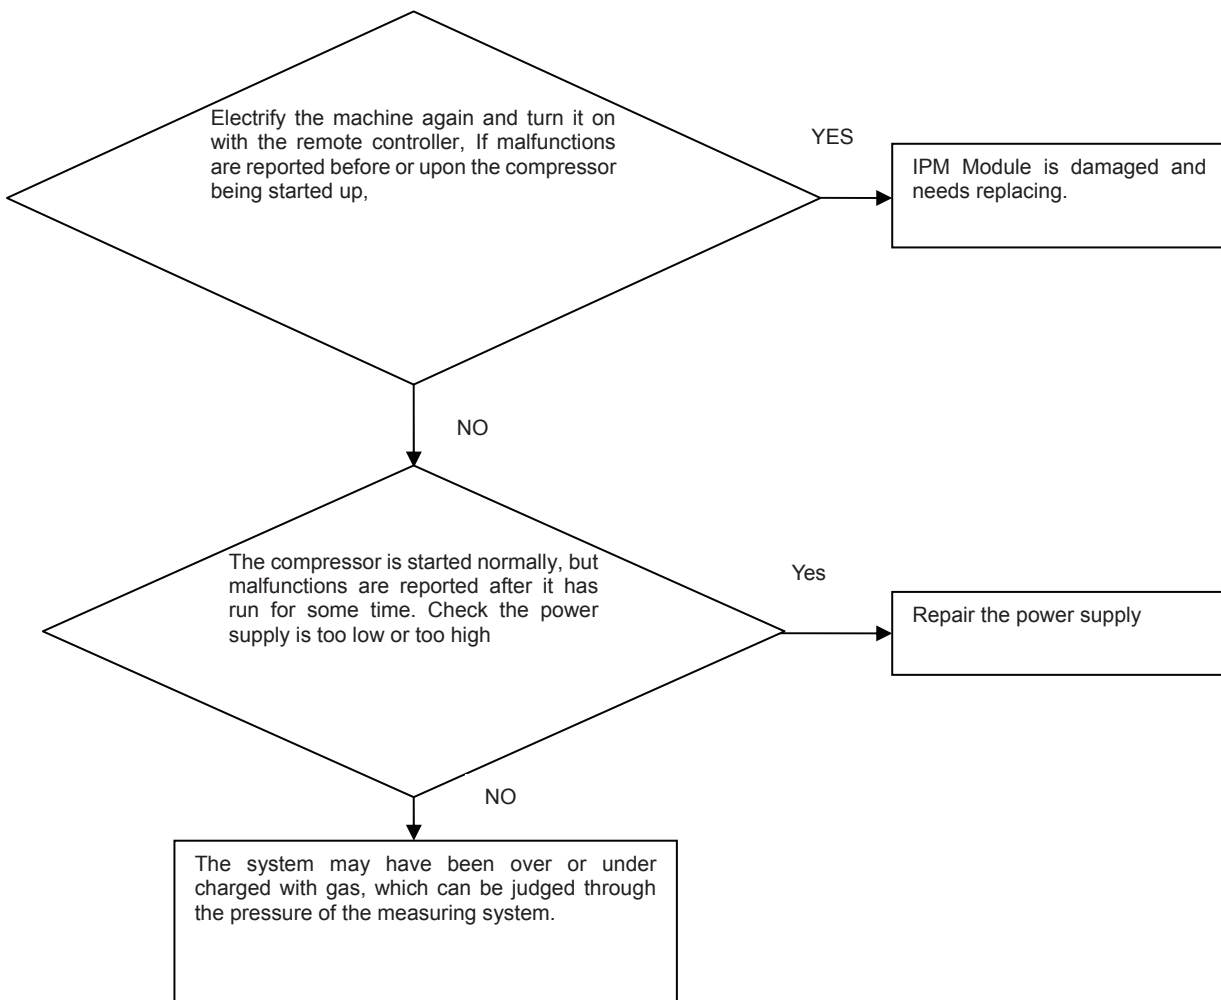 Electrify the machine again and turn it on
with the remote controller, If malfunctions
are reported before or upon the compressor
being started up,
YES
IPM Module is damaged and
needs replacing.
NO
The compressor is started normally, but
malfunctions are reported after it has
run for some time. Check the power
supply is too low or too high
Yes
Repair the power supply
NO
The system may have been over or under
charged with gas, which can be judged through
the pressure of the measuring system.